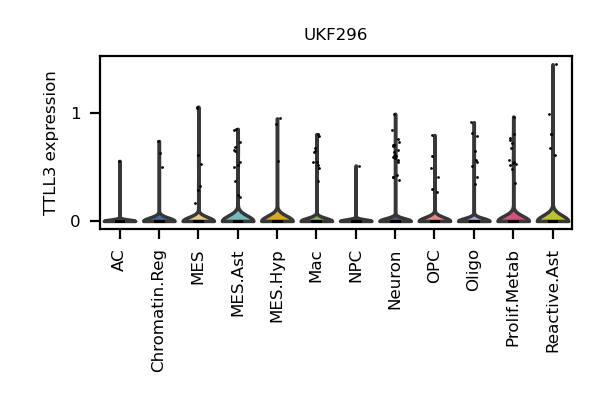 UKF296
TTLL3 expression
1
0
AC
Chromatin.Reg
MES
MES.Ast
MES.Hyp
Mac
NPC
Neuron
OPC
Oligo
Prolif.Metab
Reactive.Ast